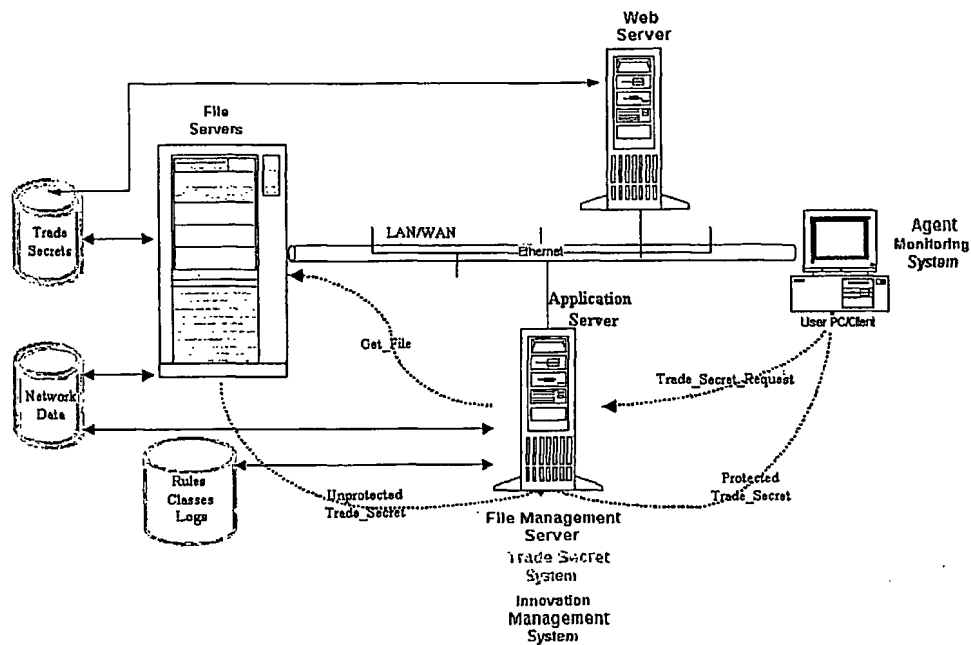 Web
Server
File
Servers
Trade
Secrets
LAN/WAN
Ethernet
Agent
Monitoring
System
User PC/Client
Application
Server
Get_File
Trade_Secret_Request
Network
Data
Rules
Classes
Logs
Unprotected
Trade_Secret
Protected
Trade_Secret
File Management
Server
Trade Secret
System
Innovation
Management
System